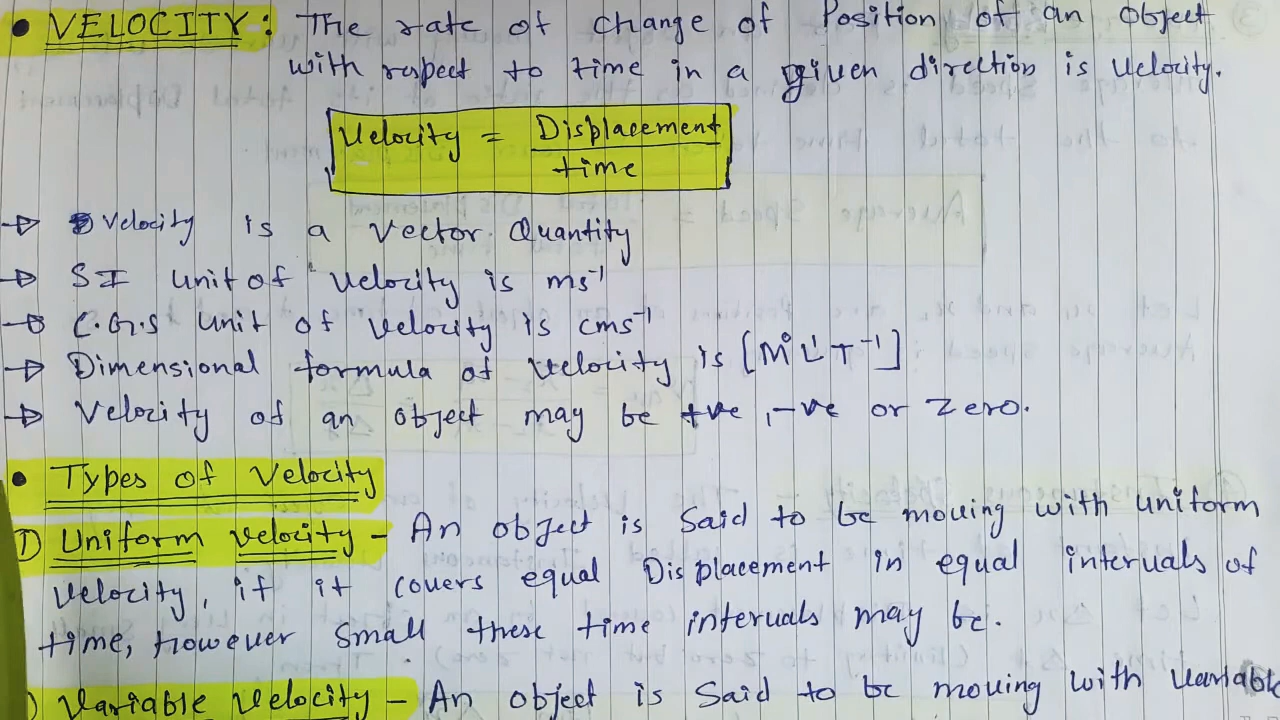 • VELOCITY: The rate of change of Position of an object
with respect to time in a given direction is velocity.
Velocity = Displacement
time
→ Velocity is a vector Quantity
→ SI unit of velocity is ms⁻¹
→ C.G.S unit of velocity is cms⁻¹
→ Dimensional formula of velocity is [M⁰L¹T⁻¹]
→ Velocity of an object may be +ve, -ve or zero.
• Types of Velocity
1) Uniform velocity - An object is Said to be moving with uniform
velocity, if it covers equal Displacement in equal intervals of
time, however small these time intervals may be.
) Variable velocity - An object is Said to be moving with variable